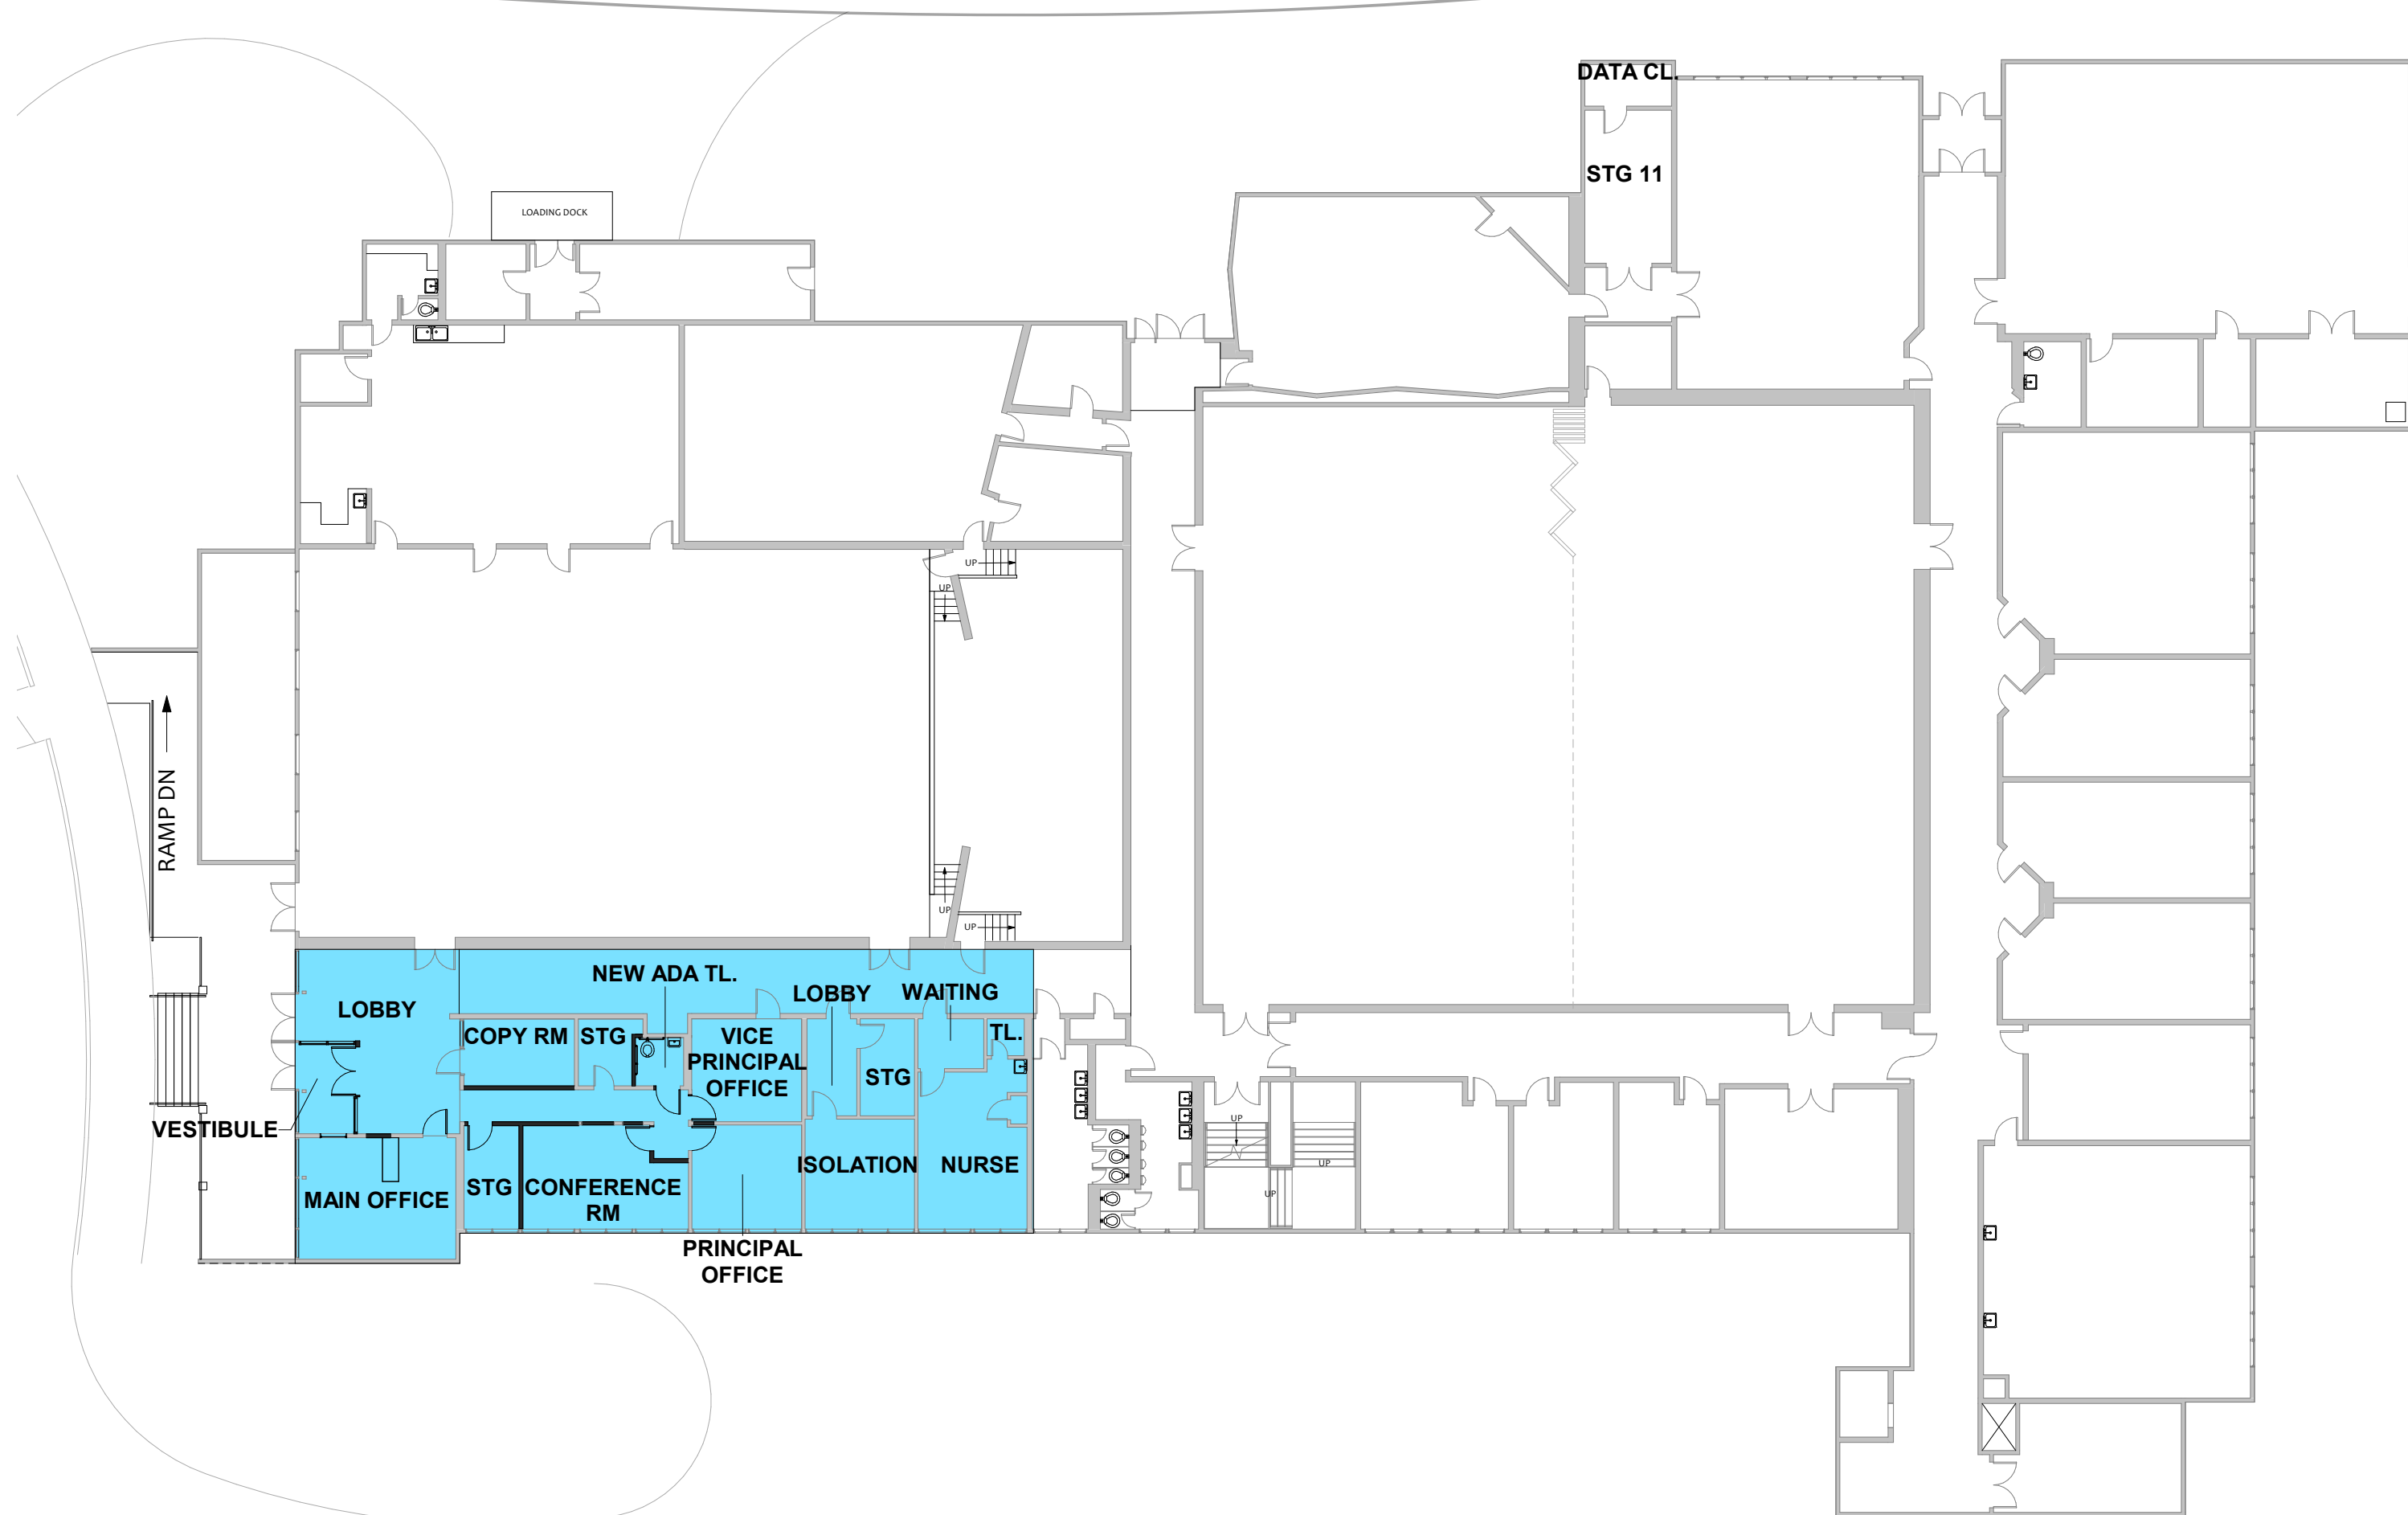 DATA CL.
STG 11
LOADING DOCK
UP
UP
RAMP DN
UP
UP
NEW ADA TL.
LOBBY
WAITING
LOBBY
COPY RM
STG
VICE
PRINCIPAL
OFFICE
TL.
STG
VESTIBULE
UP
UP
UP
MAIN OFFICE
STG
CONFERENCE
RM
ISOLATION
NURSE
PRINCIPAL
OFFICE